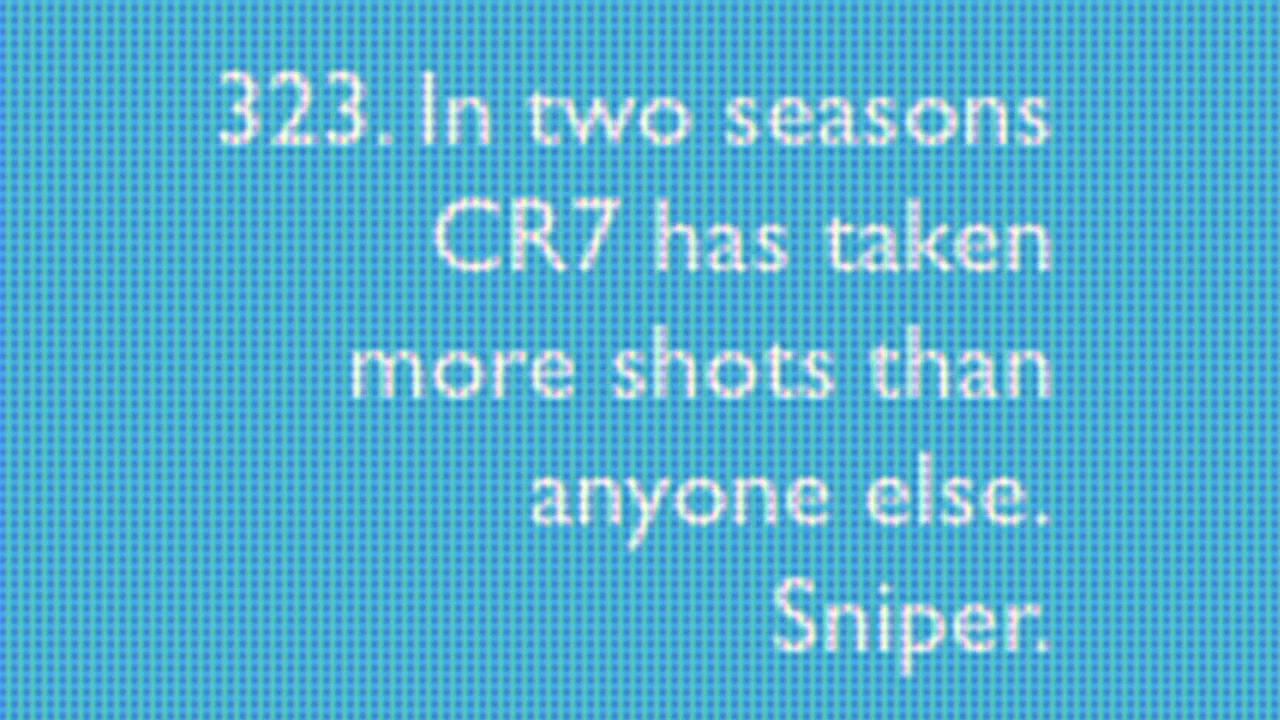 323. In two seasons
CR7 has taken
more shots than
anyone else.
Sniper.